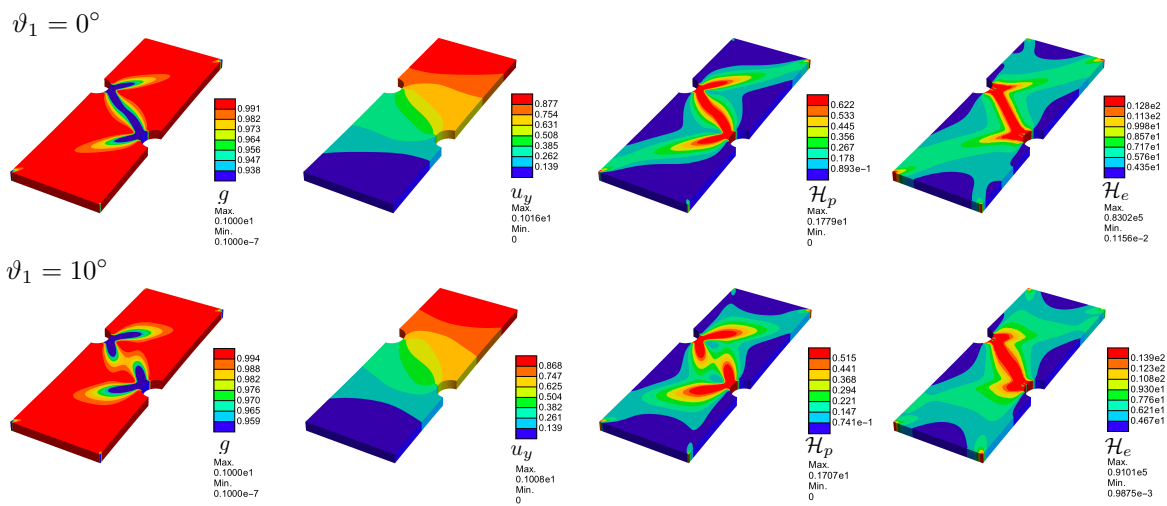 ϑ₁ = 0°
0.991
0.982
0.973
0.964
0.956
0.947
0.938
g
Max.
0.1000e1
Min.
0.1000e−7
0.877
0.754
0.631
0.508
0.385
0.262
0.139
u_y
Max.
0.1016e1
Min.
0
0.622
0.533
0.445
0.356
0.267
0.178
0.893e−1
ℋ_p
Max.
0.1779e1
Min.
0
0.128e2
0.113e2
0.998e1
0.857e1
0.717e1
0.576e1
0.435e1
ℋ_e
Max.
0.8302e5
Min.
0.1156e−2
ϑ₁ = 10°
0.994
0.988
0.982
0.976
0.970
0.965
0.959
g
Max.
0.1000e1
Min.
0.1000e−7
0.868
0.747
0.625
0.504
0.382
0.261
0.139
u_y
Max.
0.1008e1
Min.
0
0.515
0.441
0.368
0.294
0.221
0.147
0.741e−1
ℋ_p
Max.
0.1707e1
Min.
0
0.139e2
0.123e2
0.108e2
0.930e1
0.776e1
0.621e1
0.467e1
ℋ_e
Max.
0.9101e5
Min.
0.9875e−3